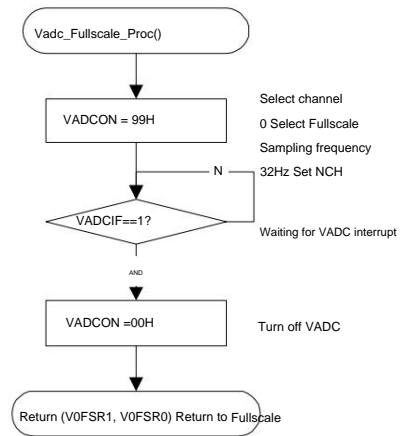 Vadc_Fullscale_Proc()
VADCON = 99H
Select channel
0 Select Fullscale
Sampling frequency
32Hz Set NCH
N
VADCIF==1?
Waiting for VADC interrupt
AND
VADCON =00H
Turn off VADC
Return (V0FSR1, V0FSR0) Return to Fullscale